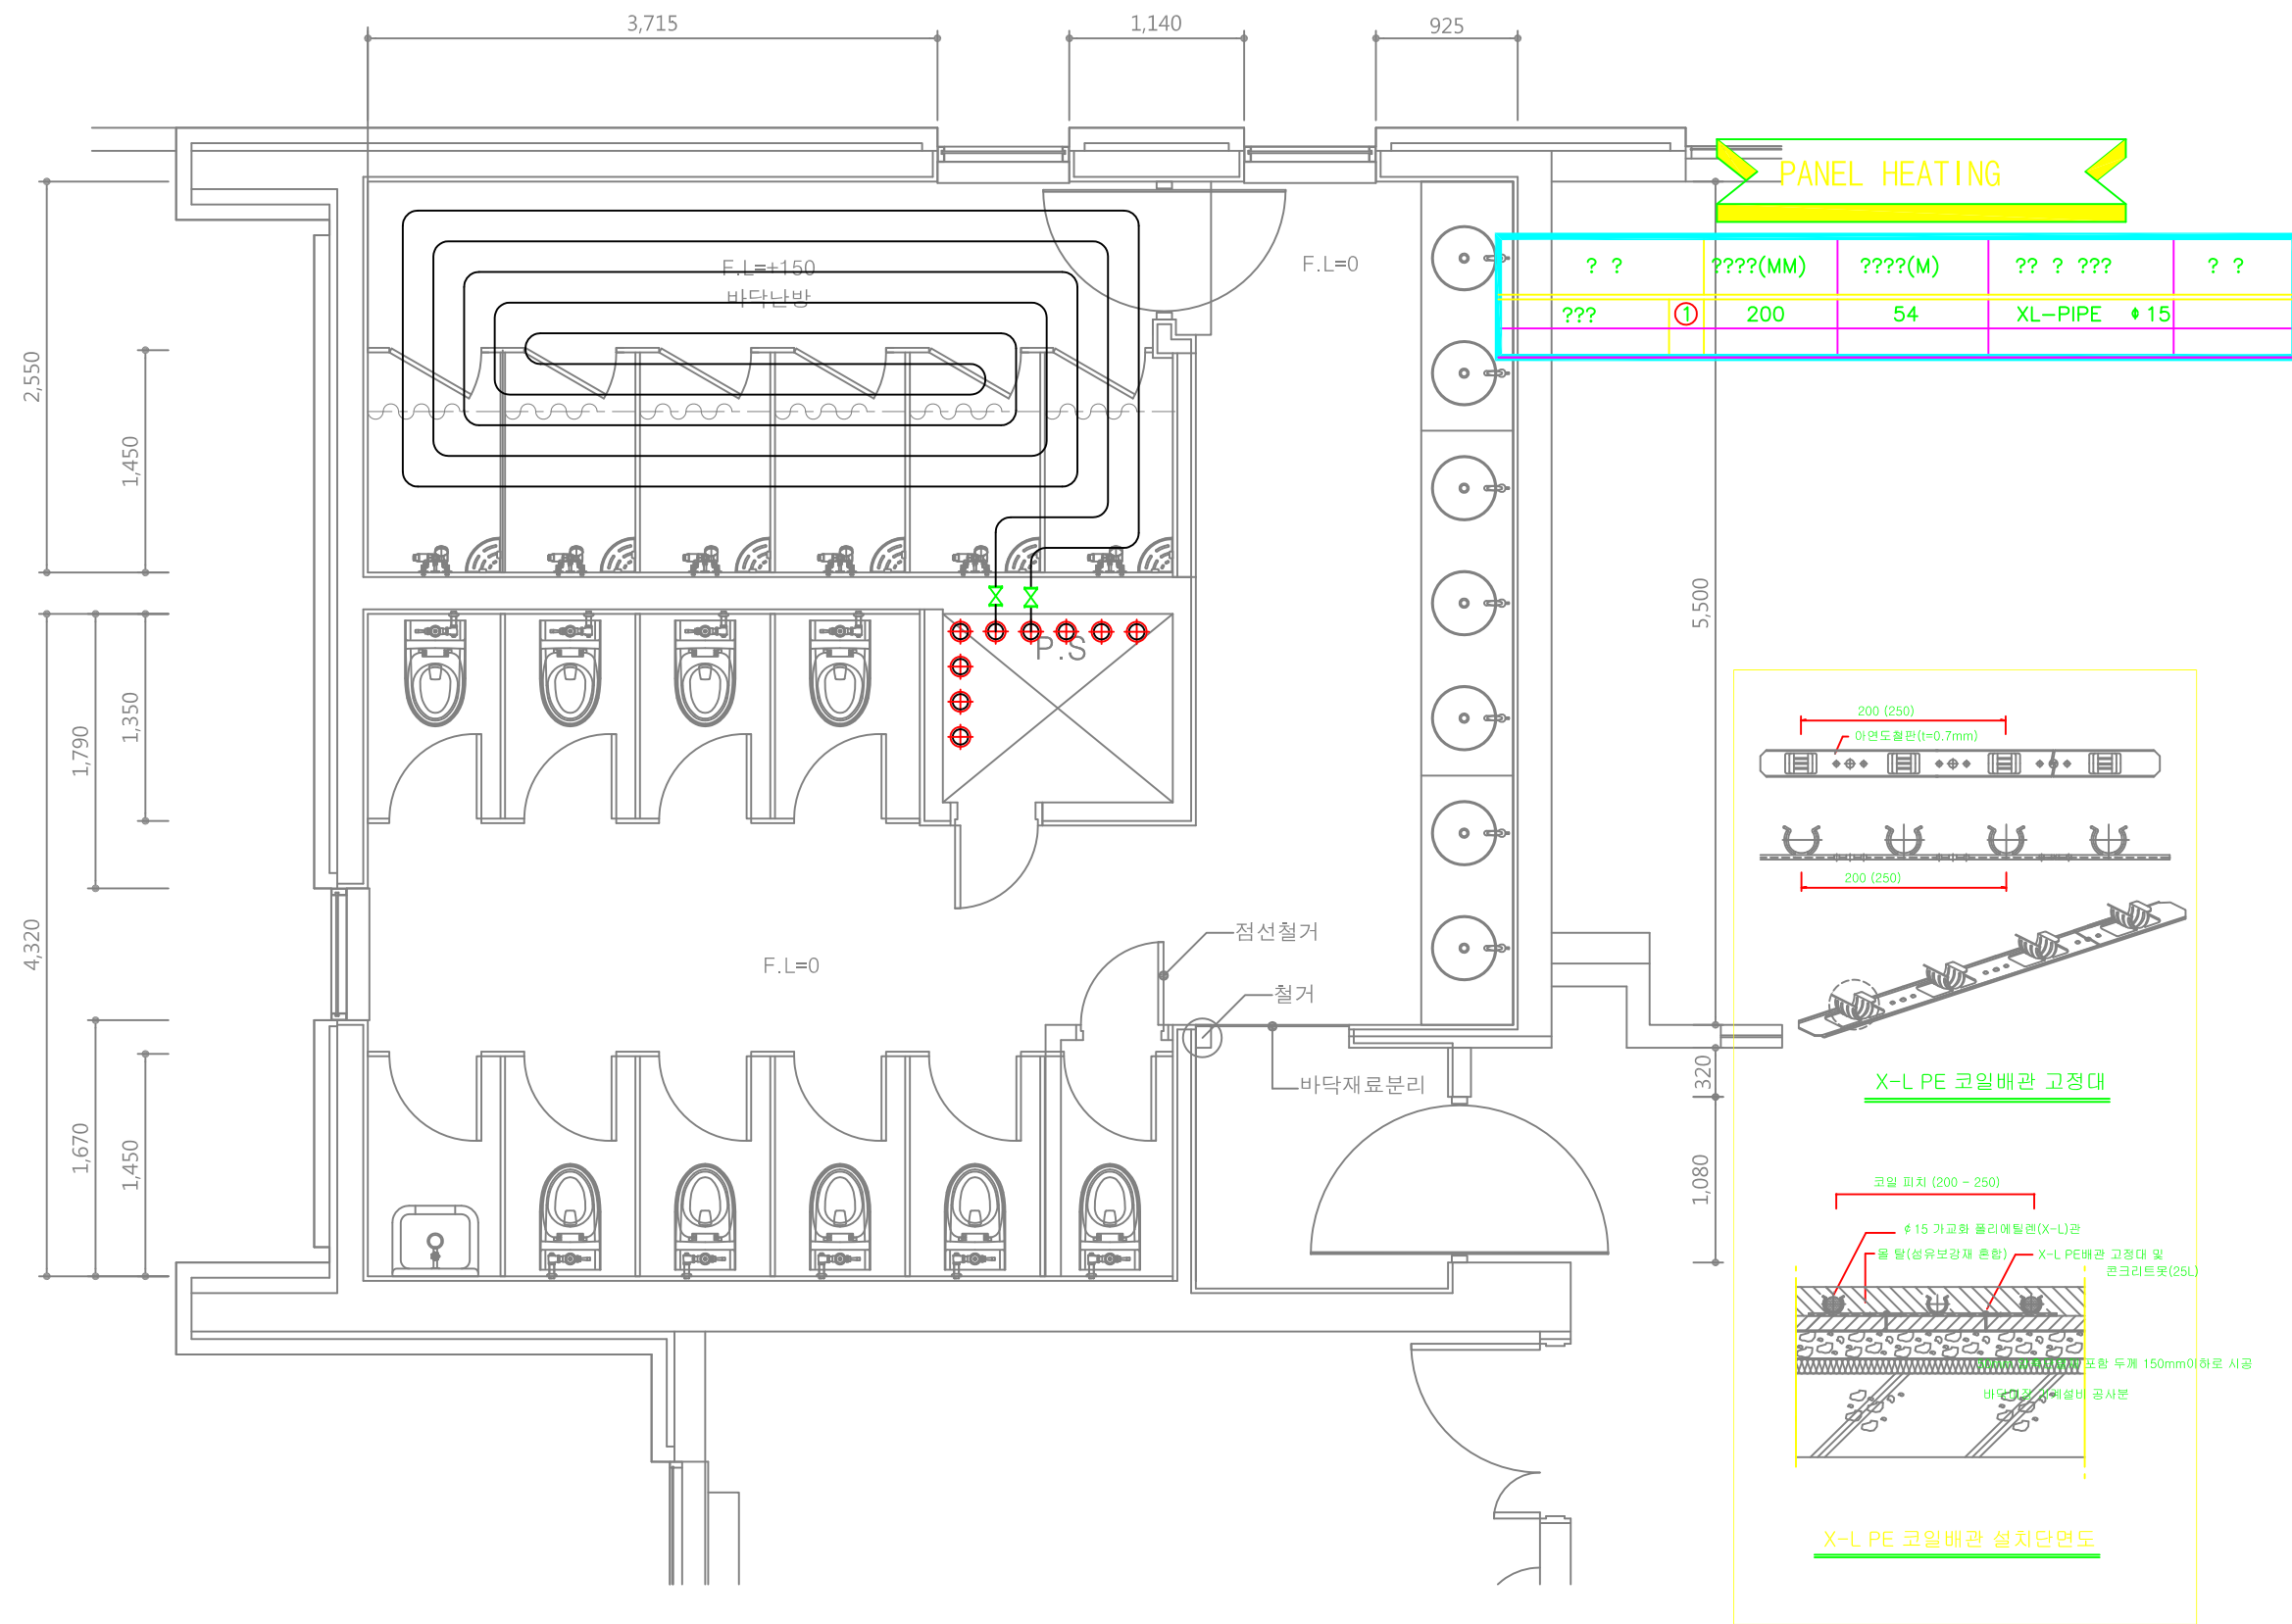 3,715
1,140
925
PANEL HEATING
? ? ????(MM) ????(M) ?? ? ??? ? ?
??? ① 200 54 XL-PIPE φ15
F.L=+150
바닥난방
F.L=0
2,550
1,450
5,500
P.S
1,790
1,350
4,320
1,670
1,450
F.L=0
점선철거
철거
바닥재료분리
320
1,080
200 (250)
아연도철판(t=0.7mm)
200 (250)
X-L PE 코일배관 고정대
코일 피치 (200 ~ 250)
φ15 가교화 폴리에틸렌(X-L)관
몰 탈(섬유보강재 혼합)
X-L PE배관 고정대 및
콘크리트못(25L)
포함 두께 150mm이하로 시공
공사분
X-L PE 코일배관 설치단면도